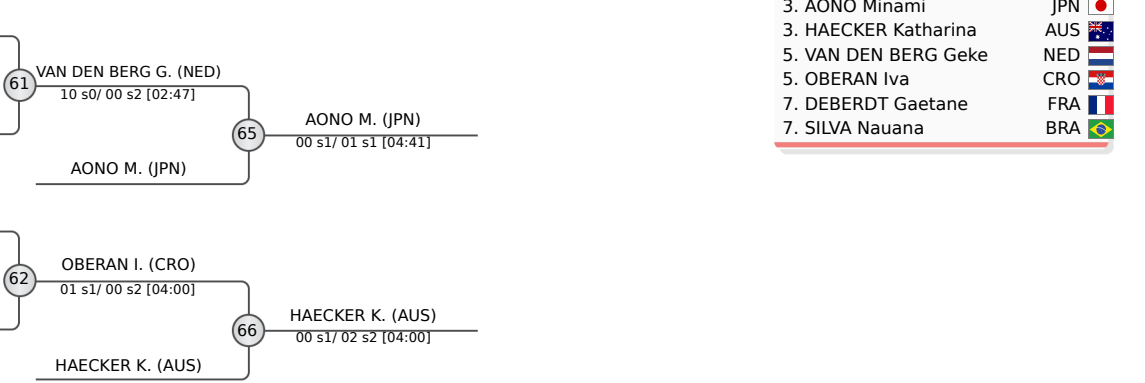 3. AONO Minami JPN
3. HAECKER Katharina AUS
5. VAN DEN BERG Geke NED
5. OBERAN Iva CRO
7. DEBERDT Gaetane FRA
7. SILVA Nauana BRA
61
VAN DEN BERG G. (NED)
10 s0/ 00 s2 [02:47]
AONO M. (JPN)
65
AONO M. (JPN)
00 s1/ 01 s1 [04:41]
62
OBERAN I. (CRO)
01 s1/ 00 s2 [04:00]
HAECKER K. (AUS)
66
HAECKER K. (AUS)
00 s1/ 02 s2 [04:00]